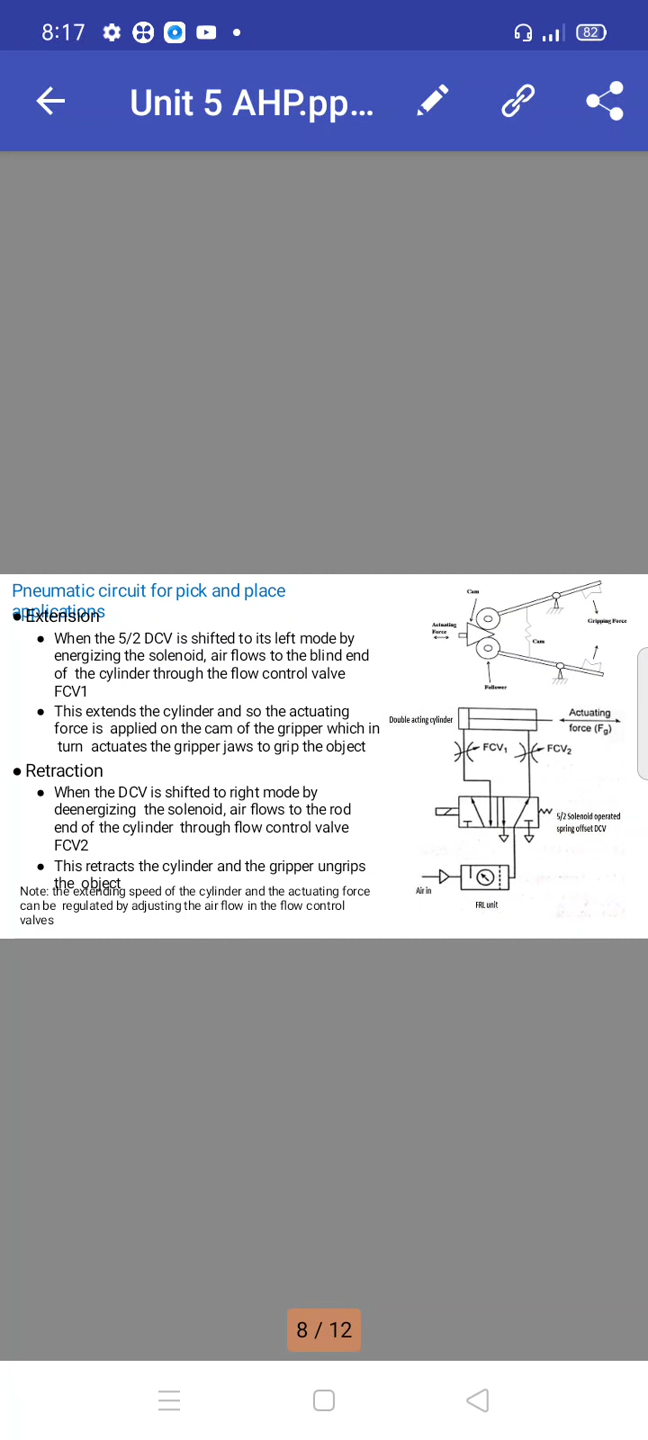 8:17
82
Unit 5 AHP.pp...
Pneumatic circuit for pick and place
applications
● Extension
● When the 5/2 DCV is shifted to its left mode by
energizing the solenoid, air flows to the blind end
of the cylinder through the flow control valve
FCV1
● This extends the cylinder and so the actuating
force is applied on the cam of the gripper which in
turn actuates the gripper jaws to grip the object
● Retraction
● When the DCV is shifted to right mode by
deenergizing the solenoid, air flows to the rod
end of the cylinder through flow control valve
FCV2
● This retracts the cylinder and the gripper ungrips
the object
Note: the extending speed of the cylinder and the actuating force
can be regulated by adjusting the air flow in the flow control
valves
Cam
Actuating
Force
Gripping Force
Cam
Follower
Double acting cylinder
Actuating
force (Fg)
FCV1
FCV2
5/2 Solenoid operated
spring offset DCV
Air in
FRL unit
8 / 12